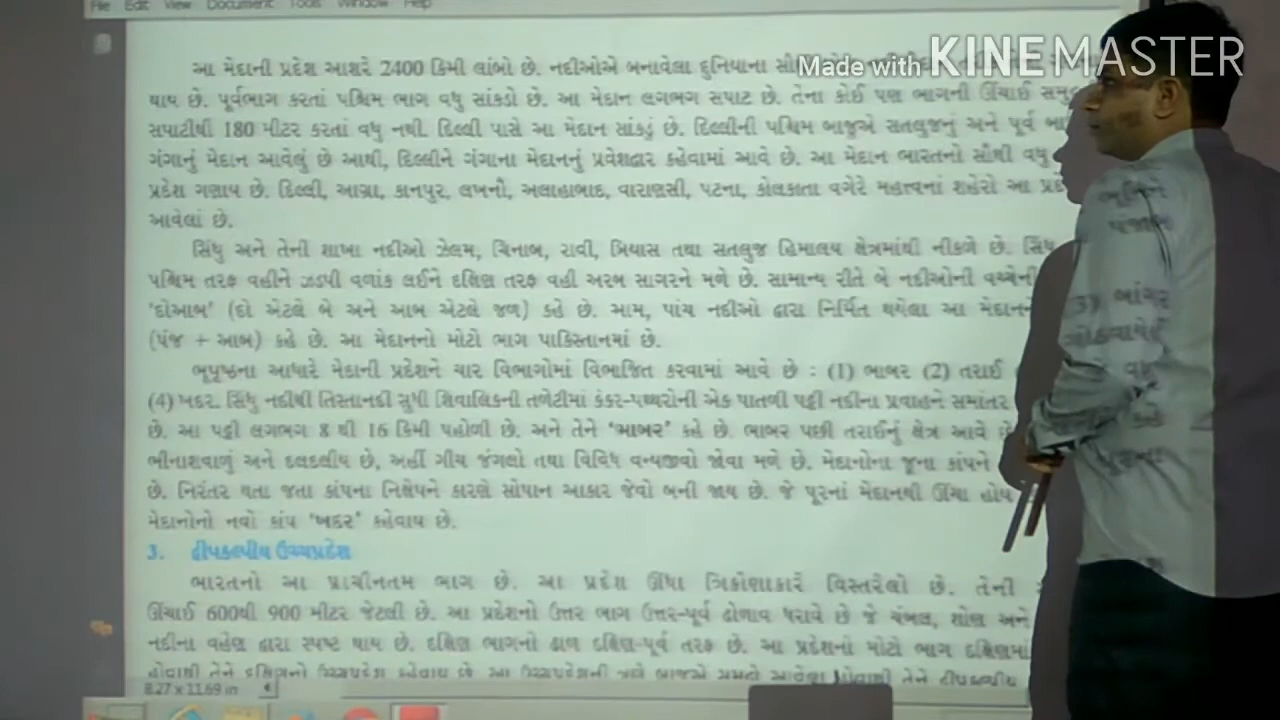 File Edit View Document Tools Window Help
Made with KINEMASTER
આ મેદાની પ્રદેશ આશરે 2400 કિમી લાંબો છે. નદીઓએ બનાવેલા દુનિયાના
થાય છે. પૂર્વભાગ કરતાં પશ્ચિમ ભાગ વધુ સાંકડો છે. આ મેદાન લગભગ સપાટ છે. તેના કોઈ પણ ભાગની ઊંચાઈ
સપાટીથી 180 મીટર કરતાં વધુ નથી. દિલ્લી પાસે આ મેદાન સાંકડું છે. દિલ્લીની પશ્ચિમ બાજુએ સતલુજનું અને પૂર્વ
ગંગાનું મેદાન આવેલું છે આથી, દિલ્લીને ગંગાના મેદાનનું પ્રવેશદ્વાર કહેવામાં આવે છે. આ મેદાન ભારતનો સૌથી વધુ
પ્રદેશ ગણાય છે. દિલ્લી, આગ્રા, કાનપુર, લખનૌ, અલાહાબાદ, વારાણસી, પટના, કોલકાતા વગેરે મહત્ત્વનાં શહેરો આ
આવેલાં છે.
સિંધુ અને તેની શાખા નદીઓ ઝેલમ, ચિનાબ, રાવી, બિયાસ તથા સતલુજ હિમાલય ક્ષેત્રમાંથી નીકળે છે. સિંધુ
પશ્ચિમ તરફ વહીને ઝડપી વળાંક લઈને દક્ષિણ તરફ વહી અરબ સાગરને મળે છે. સામાન્ય રીતે બે નદીઓની વચ્ચેની
'દોઆબ' (દો એટલે બે અને આબ એટલે જળ) કહે છે. આમ, પાંચ નદીઓ દ્વારા નિર્મિત થયેલા આ મેદાનને
(પંજ + આબ) કહે છે. આ મેદાનનો મોટો ભાગ પાકિસ્તાનમાં છે.
ભૂપૃષ્ઠના આધારે મેદાની પ્રદેશને ચાર વિભાગોમાં વિભાજિત કરવામાં આવે છે : (1) ભાબર (2) તરાઈ
(4) ખદર. સિંધુ નદીથી તિસ્તાનદી સુધી શિવાલિકની તળેટીમાં કંકર-પથ્થરોની એક પાતળી પટ્ટી નદીના પ્રવાહને સમાંતર
છે. આ પટ્ટી લગભગ 8 થી 16 કિમી પહોળી છે. અને તેને 'ભાબર' કહે છે. ભાબર પછી તરાઈનું ક્ષેત્ર આવે છે
ભીનાશવાળું અને દલદલીય છે, અહીં ગીચ જંગલો તથા વિવિધ વન્યજીવો જોવા મળે છે. મેદાનોના જૂના કાંપને
છે. નિરંતર થતા જતા કાંપના નિક્ષેપને કારણે સોપાન આકાર જેવો બની જાય છે. જે પૂરનાં મેદાનથી ઊંચા હોય
મેદાનોનો નવો કાંપ 'ખદર' કહેવાય છે.
3. દ્વીપકલ્પીય ઉચ્ચપ્રદેશ
ભારતનો આ પ્રાચીનતમ ભાગ છે. આ પ્રદેશ ઊંધા ત્રિકોણાકારે વિસ્તરેલો છે. તેની
ઊંચાઈ 600થી 900 મીટર જેટલી છે. આ પ્રદેશનો ઉત્તર ભાગ ઉત્તર-પૂર્વ ઢોળાવ ધરાવે છે જે ચંબલ, શોણ અને
નદીના વહેણ દ્વારા સ્પષ્ટ થાય છે. દક્ષિણ ભાગનો ઢાળ દક્ષિણ-પૂર્વ તરફ છે. આ પ્રદેશનો મોટો ભાગ દક્ષિણમાં
હોવાથી તેને દક્ષિણનો ઉચ્ચપ્રદેશ કહેવાય છે
8.27 x 11.69 in